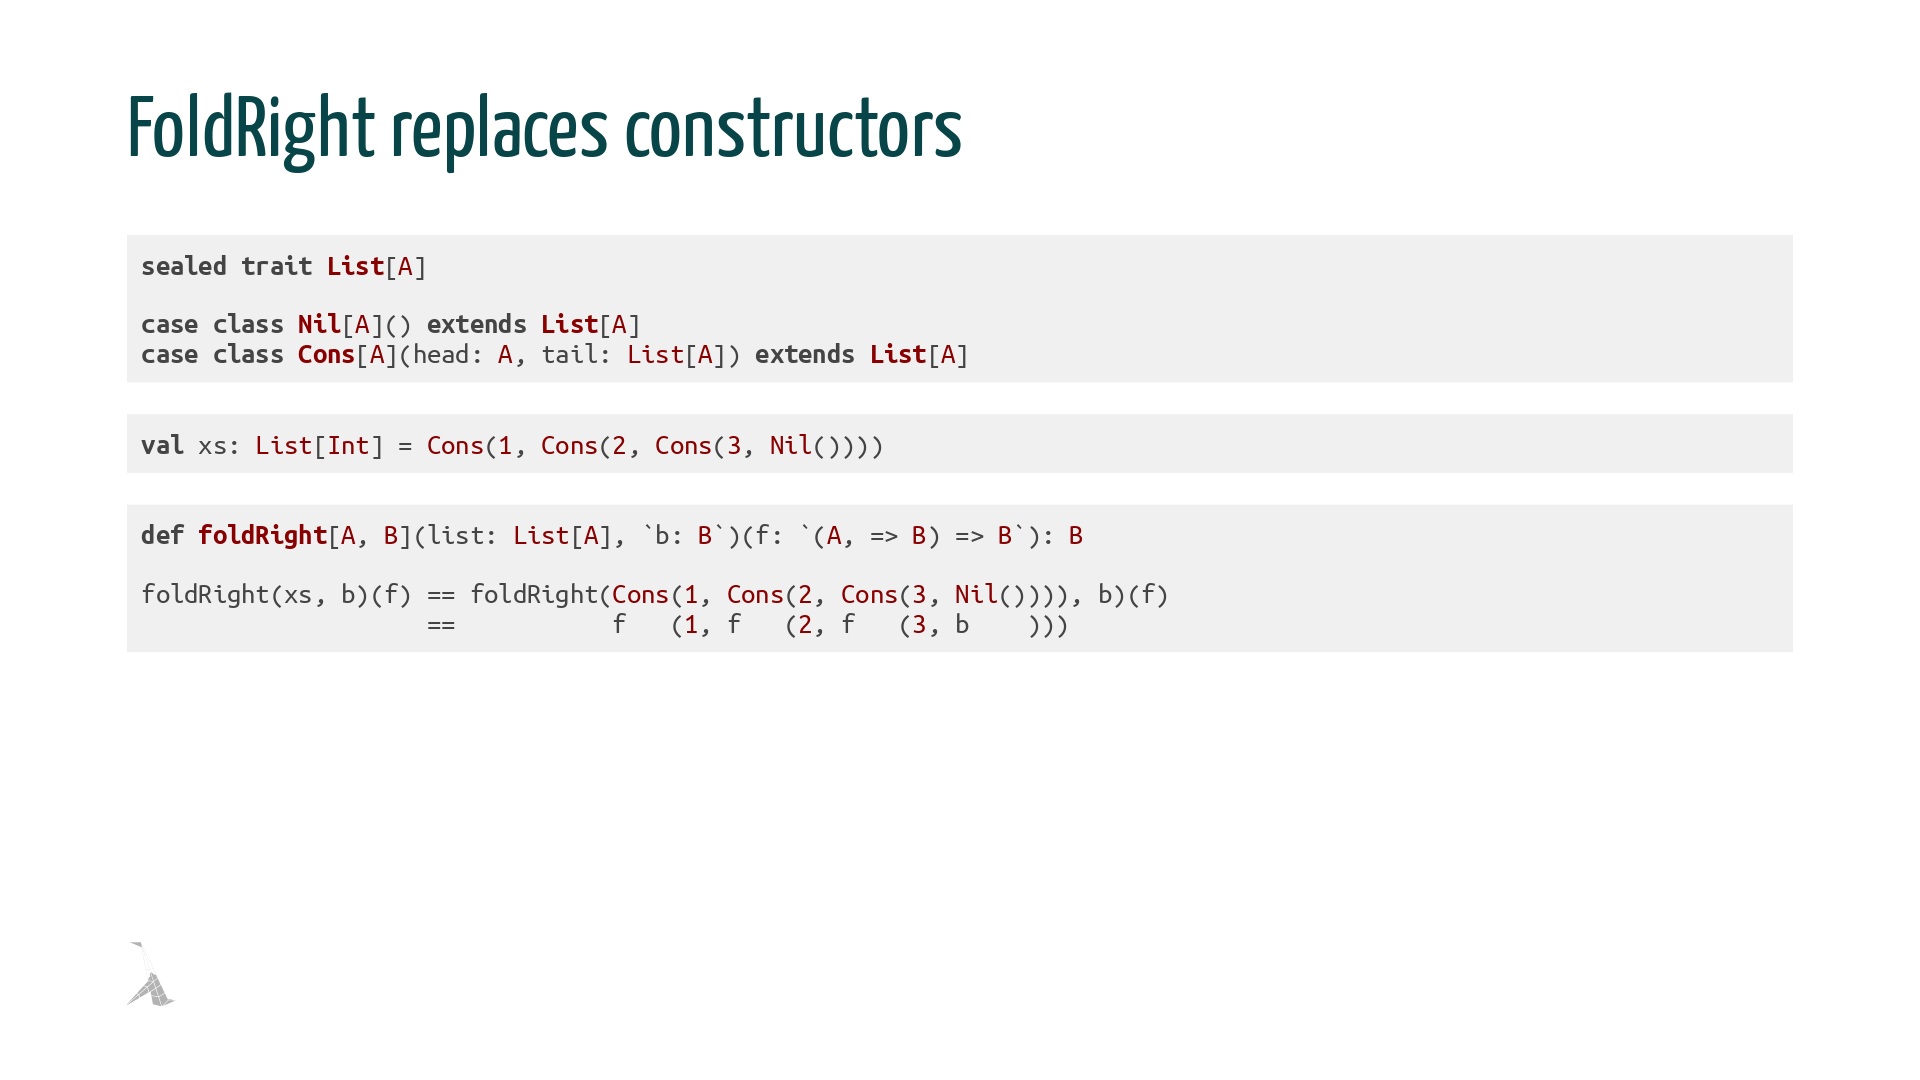 FoldRight replaces constructors
sealed trait List[A]
case class Nil[A]() extends List[A]
case class Cons[A](head: A, tail: List[A]) extends List[A]
val xs: List[Int] = Cons(1, Cons(2, Cons(3, Nil())))
def foldRight[A, B](list: List[A], `b: B`)(f: `(A, => B) => B`): B
foldRight(xs, b)(f) == foldRight(Cons(1, Cons(2, Cons(3, Nil()))), b)(f)
                    ==           f   (1, f   (2, f   (3, b    )))